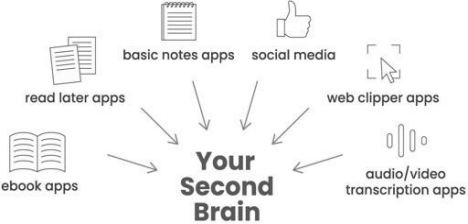 basic notes apps
social media
read later apps
web clipper apps
ebook apps
audio/video
transcription apps
Your
Second
Brain